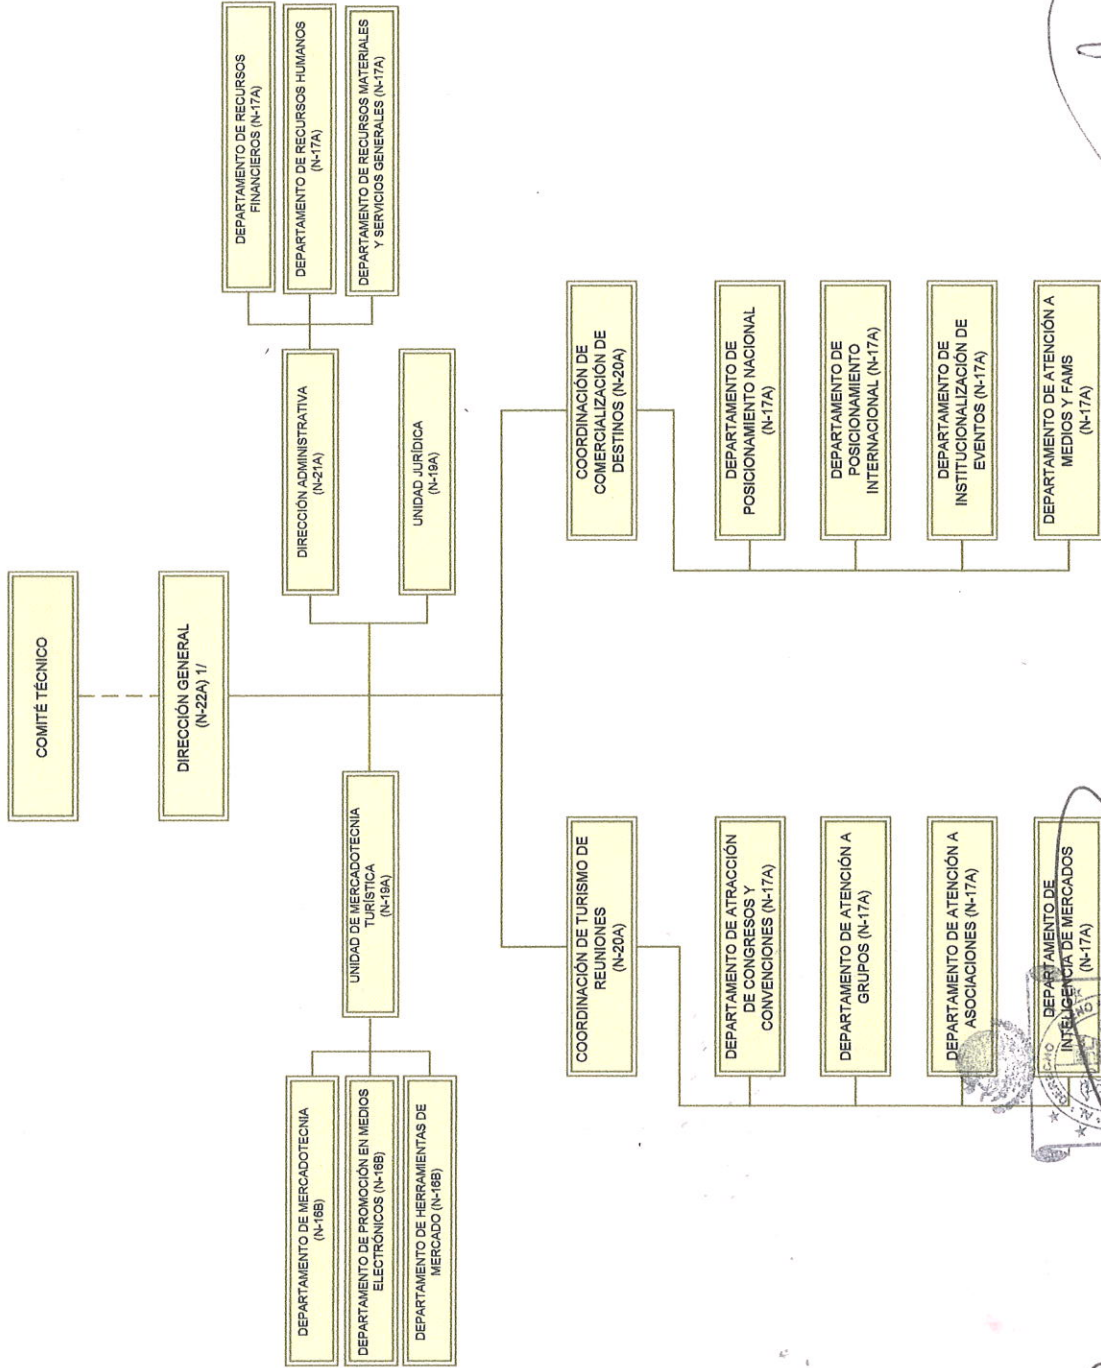 COMITÉ TÉCNICO
DIRECCIÓN GENERAL
(N-22A) 1/
DEPARTAMENTO DE MERCADOTECNIA
(N-16B)
DEPARTAMENTO DE PROMOCIÓN EN MEDIOS
ELECTRÓNICOS (N-16B)
DEPARTAMENTO DE HERRAMIENTAS DE
MERCADO (N-16B)
UNIDAD DE MERCADOTECNIA
TURÍSTICA
(N-19A)
DIRECCIÓN ADMINISTRATIVA
(N-21A)
UNIDAD JURÍDICA
(N-19A)
DEPARTAMENTO DE RECURSOS
FINANCIEROS (N-17A)
DEPARTAMENTO DE RECURSOS HUMANOS
(N-17A)
DEPARTAMENTO DE RECURSOS MATERIALES
Y SERVICIOS GENERALES (N-17A)
COORDINACIÓN DE TURISMO DE
REUNIONES
(N-20A)
DEPARTAMENTO DE ATRACCIÓN
DE CONGRESOS Y
CONVENCIONES (N-17A)
DEPARTAMENTO DE ATENCIÓN A
GRUPOS (N-17A)
DEPARTAMENTO DE ATENCIÓN A
ASOCIACIONES (N-17A)
DEPARTAMENTO DE
INTELIGENCIA DE MERCADOS
(N-17A)
COORDINACIÓN DE
COMERCIALIZACIÓN DE
DESTINOS (N-20A)
DEPARTAMENTO DE
POSICIONAMIENTO NACIONAL
(N-17A)
DEPARTAMENTO DE
POSICIONAMIENTO
INTERNACIONAL (N-17A)
DEPARTAMENTO DE
INSTITUCIONALIZACIÓN DE
EVENTOS (N-17A)
DEPARTAMENTO DE ATENCIÓN A
MEDIOS Y FAMS
(N-17A)